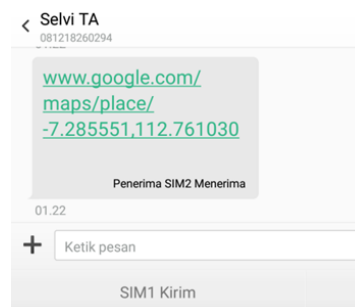 Selvi TA
081218260294
www.google.com/
maps/place/
-7.285551,112.761030
Penerima SIM2 Menerima
01.22
Ketik pesan
SIM1 Kirim